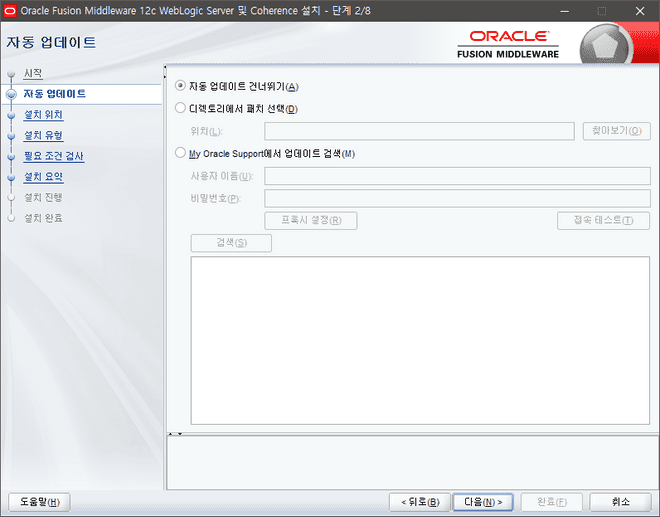 Oracle Fusion Middleware 12c WebLogic Server 및 Coherence 설치 - 단계 2/8
자동 업데이트
ORACLE
FUSION MIDDLEWARE
시작
자동 업데이트
설치 위치
설치 유형
필요 조건 검사
설치 요약
설치 진행
설치 완료
자동 업데이트 건너뛰기(A)
디렉토리에서 패치 선택(D)
위치(L):
찾아보기(O)
My Oracle Support에서 업데이트 검색(M)
사용자 이름(U):
비밀번호(P):
프록시 설정(R)
접속 테스트(T)
검색(S)
도움말(H)
< 뒤로(B)
다음(N) >
완료(F)
취소